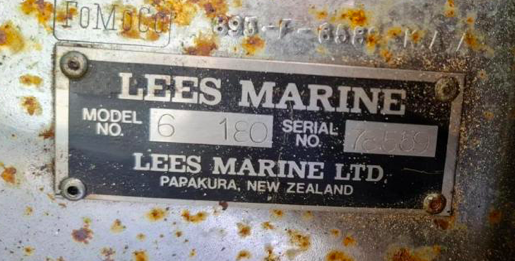 FoMoCo
LEES MARINE
MODEL NO. 6 180 SERIAL NO.
LEES MARINE LTD
PAPAKURA, NEW ZEALAND